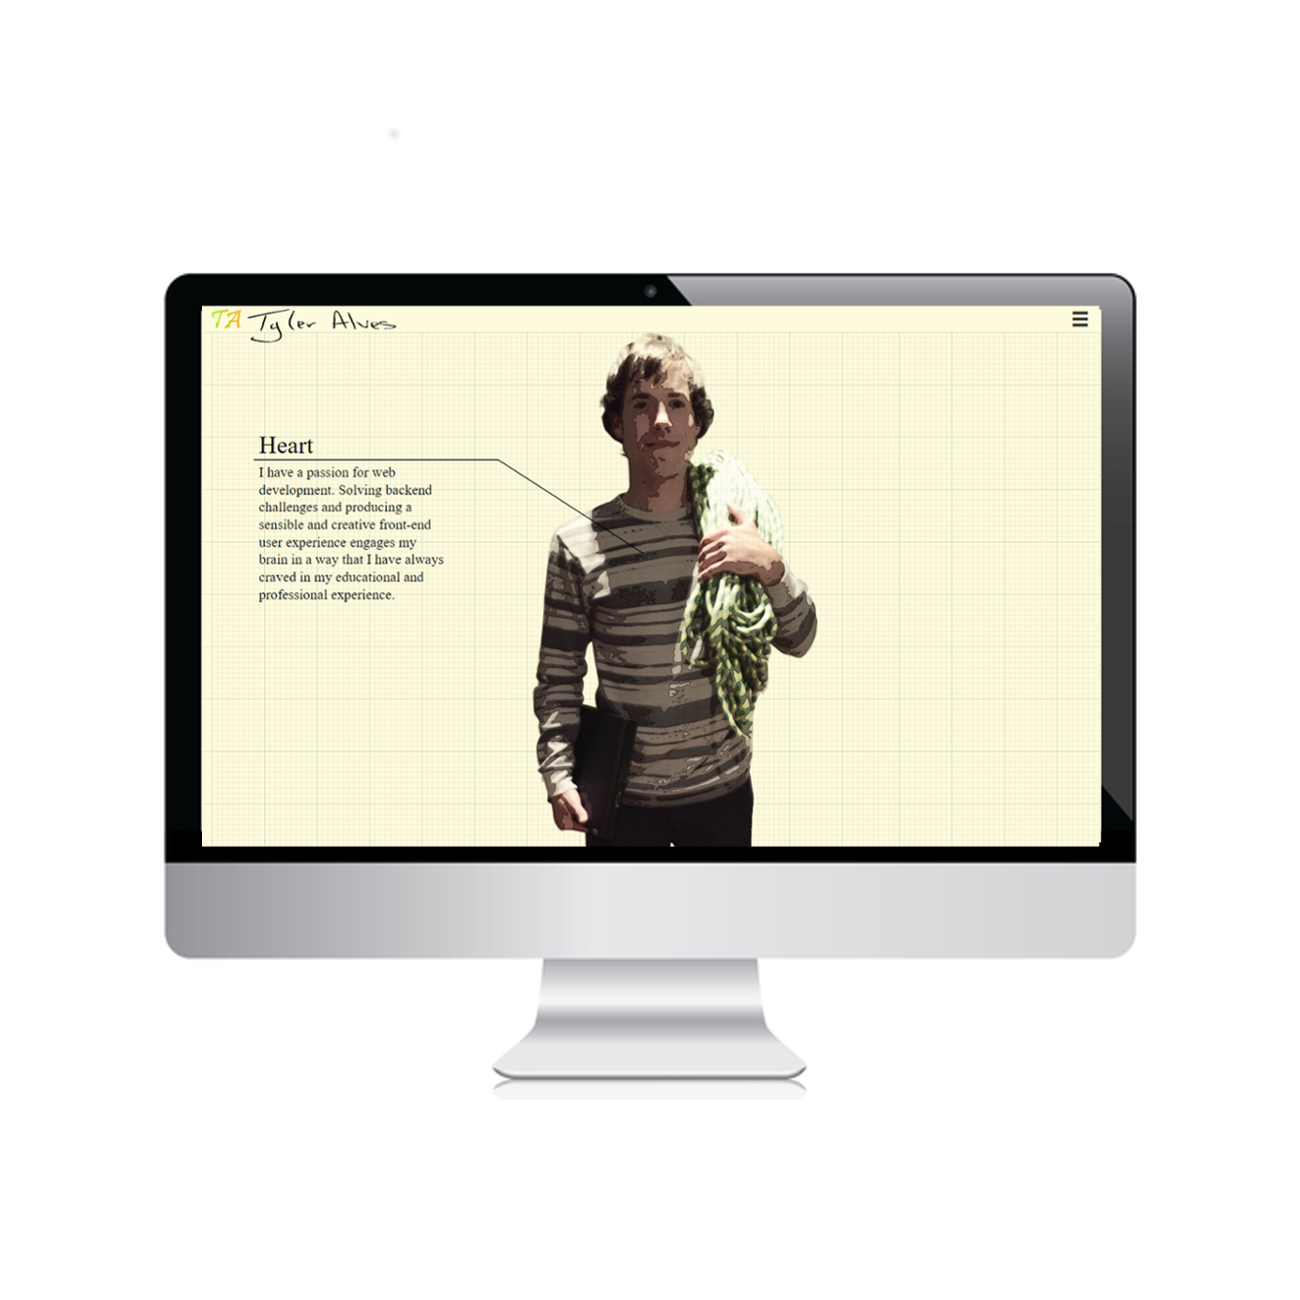 TA Tyler Alves
Heart
I have a passion for web
development. Solving backend
challenges and producing a
sensible and creative front-end
user experience engages my
brain in a way that I have always
craved in my educational and
professional experience.